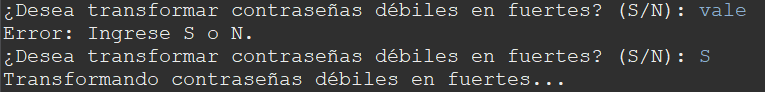 ¿Desea transformar contraseñas débiles en fuertes? (S/N): vale
Error: Ingrese S o N.
¿Desea transformar contraseñas débiles en fuertes? (S/N): S
Transformando contraseñas débiles en fuertes...